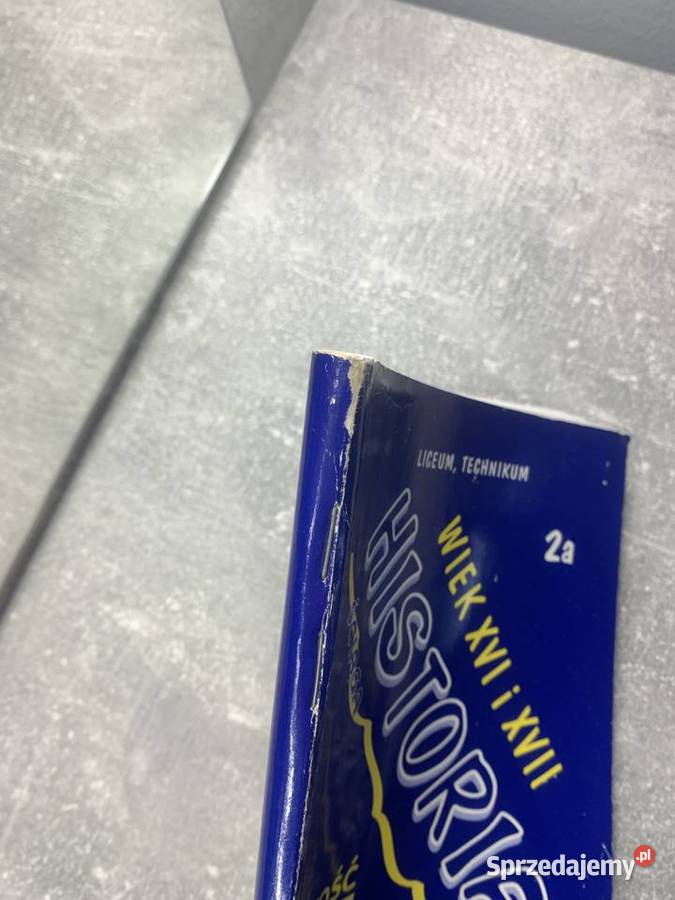 LICEUM, TECHNIKUM
2a
WIEK XVI i XVII
HISTORIA
Sprzedajemy.pl